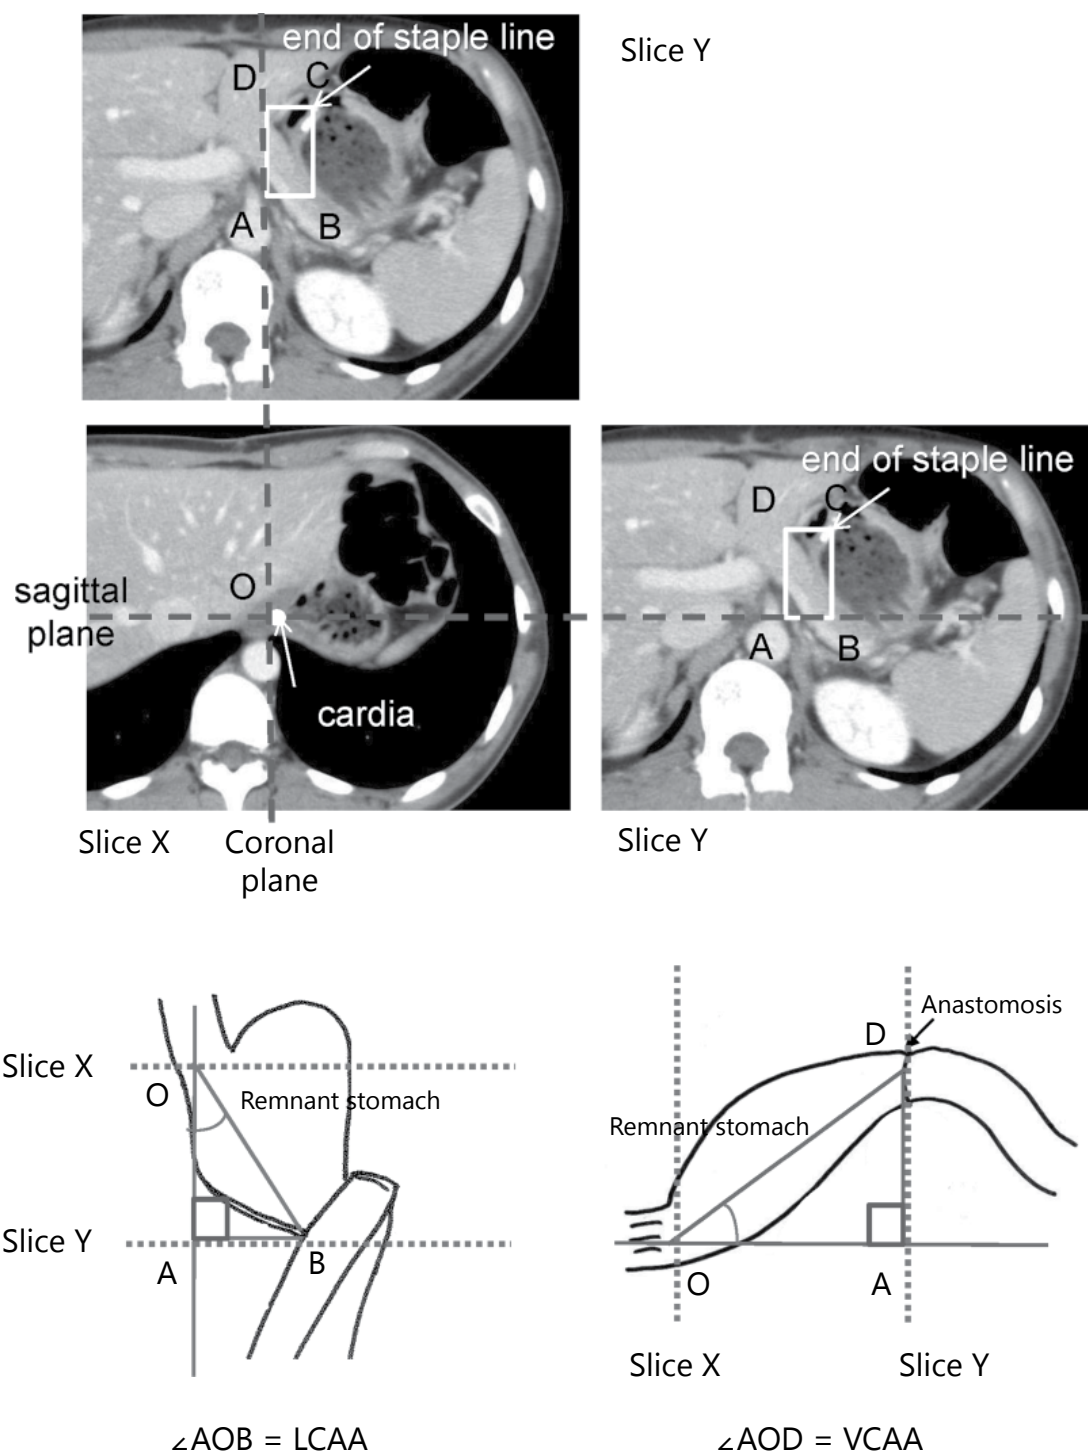 end of staple line
Slice Y
D
C
A
B
O
sagittal
plane
cardia
end of staple line
D
C
A
B
Slice X
Coronal
plane
Slice Y
Slice X
O
Remnant stomach
Slice Y
A
B
D
Anastomosis
Remnant stomach
O
A
Slice X
Slice Y
∠AOB = LCAA
∠AOD = VCAA